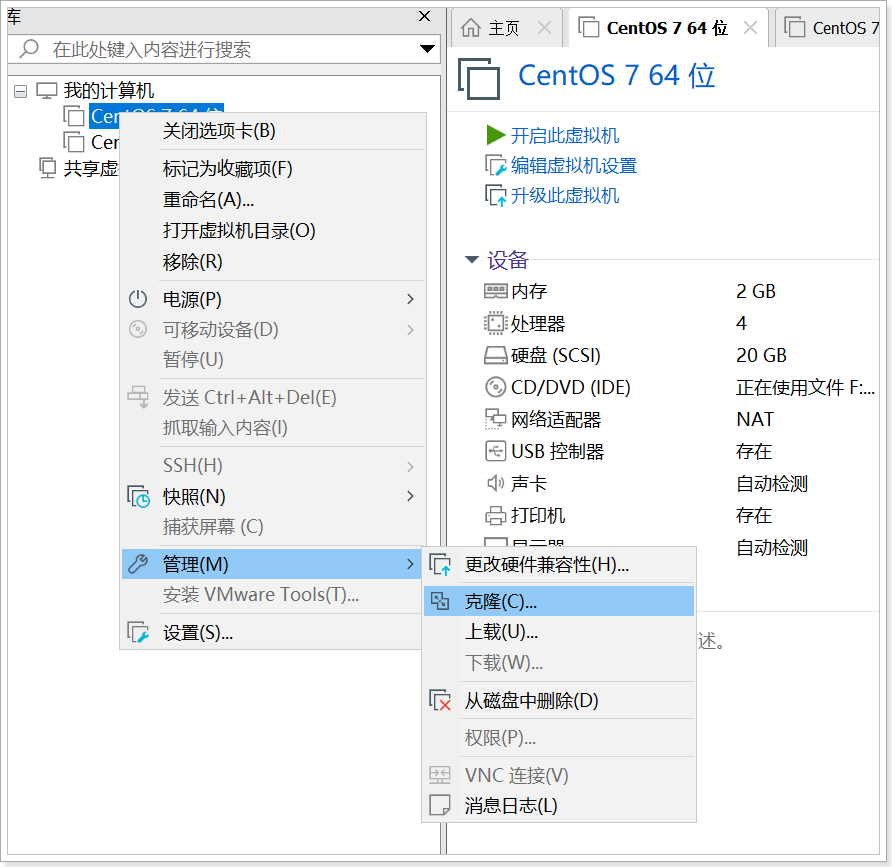 库
在此处键入内容进行搜索
我的计算机
CentOS 7 64 位
Cen
共享虚
关闭选项卡(B)
标记为收藏项(F)
重命名(A)...
打开虚拟机目录(O)
移除(R)
电源(P)
可移动设备(D)
暂停(U)
发送 Ctrl+Alt+Del(E)
抓取输入内容(I)
SSH(H)
快照(N)
捕获屏幕 (C)
管理(M)
安装 VMware Tools(T)...
设置(S)...
更改硬件兼容性(H)...
克隆(C)...
上载(U)...
下载(W)...
从磁盘中删除(D)
权限(P)...
VNC 连接(V)
消息日志(L)
主页
CentOS 7 64 位
CentOS 7
CentOS 7 64 位
开启此虚拟机
编辑虚拟机设置
升级此虚拟机
设备
内存 2 GB
处理器 4
硬盘 (SCSI) 20 GB
CD/DVD (IDE) 正在使用文件 F:...
网络适配器 NAT
USB 控制器 存在
声卡 自动检测
打印机 存在
显示器 自动检测
述。